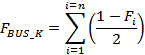 F_{BUS\_K} = \sum_{i=1}^{i=n} \left( \frac{1 - F_i}{2} \right)